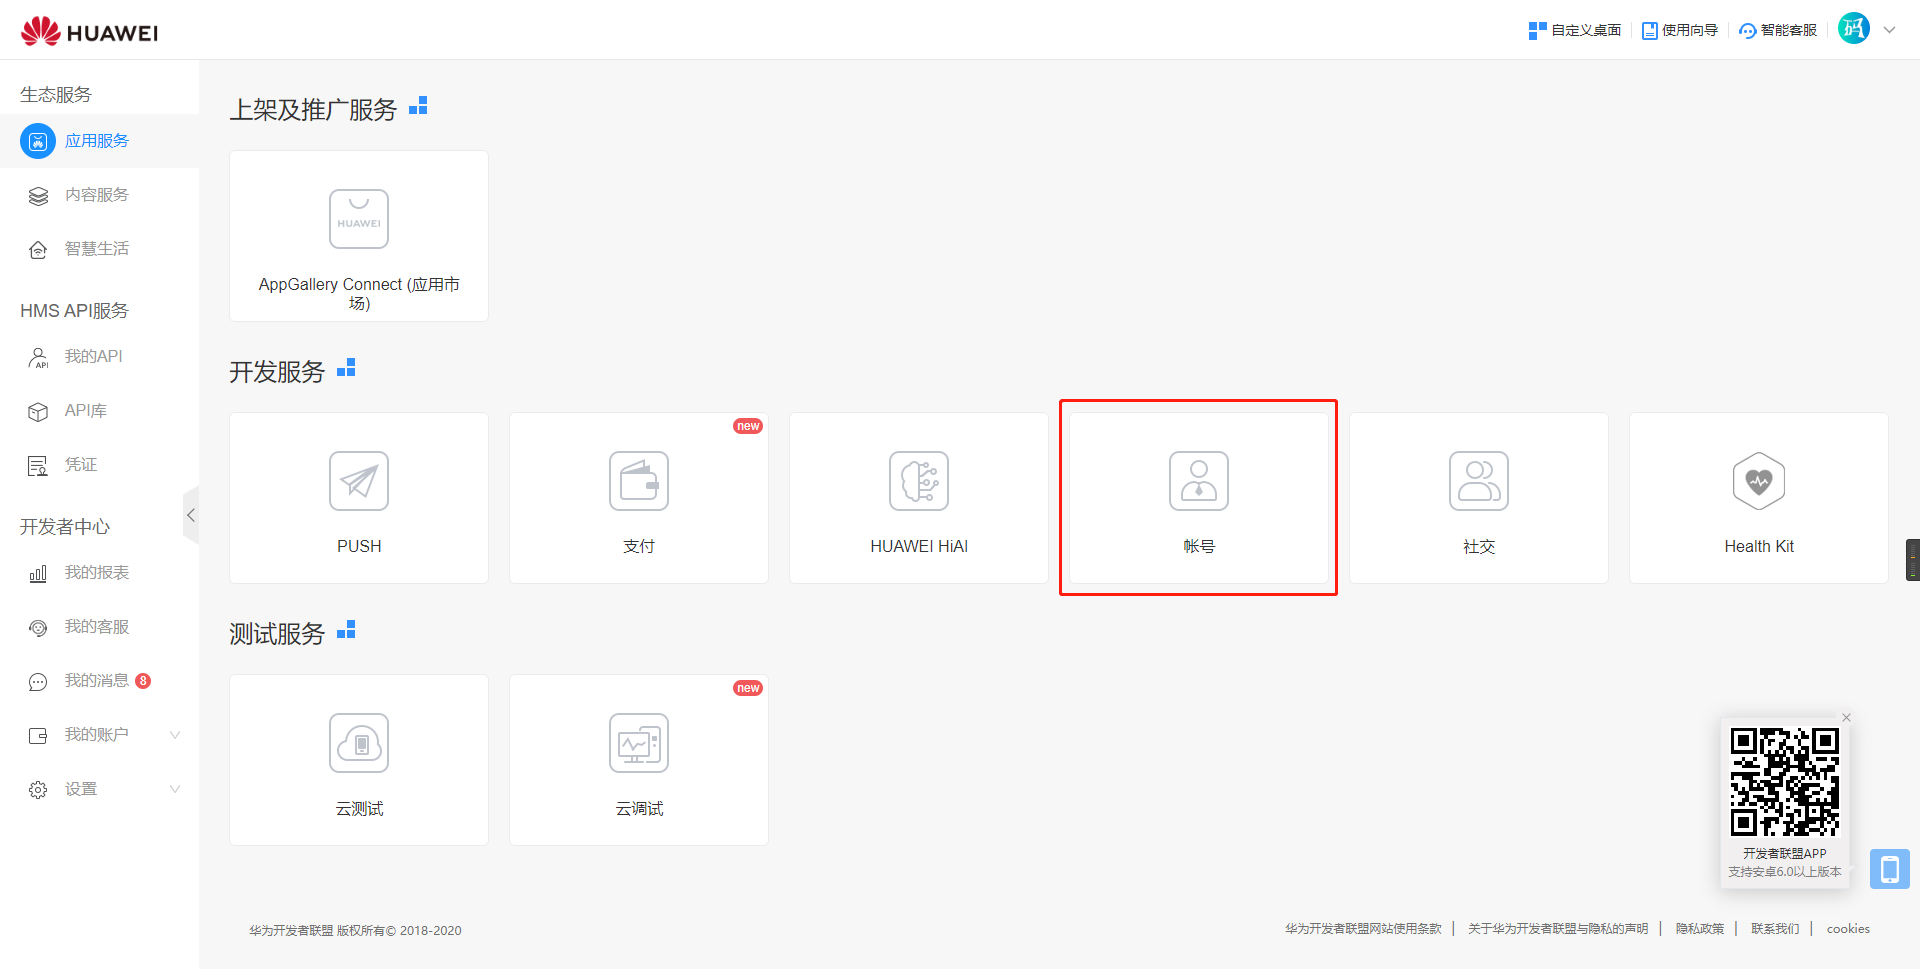 HUAWEI
自定义桌面
使用向导
智能客服
码
生态服务
应用服务
内容服务
智慧生活
HMS API服务
我的API
API库
凭证
开发者中心
我的报表
我的客服
我的消息 8
我的账户
设置
上架及推广服务
HUAWEI
AppGallery Connect (应用市
场)
开发服务
PUSH
new
支付
HUAWEI HiAI
帐号
社交
Health Kit
测试服务
云测试
new
云调试
开发者联盟APP
支持安卓6.0以上版本
华为开发者联盟 版权所有© 2018-2020
华为开发者联盟网站使用条款 | 关于华为开发者联盟与隐私的声明 | 隐私政策 | 联系我们 | cookies